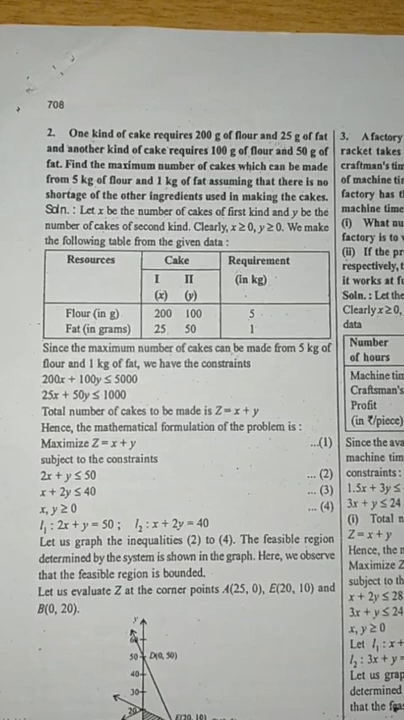 708
2. One kind of cake requires 200 g of flour and 25 g of fat
and another kind of cake requires 100 g of flour and 50 g of
fat. Find the maximum number of cakes which can be made
from 5 kg of flour and 1 kg of fat assuming that there is no
shortage of the other ingredients used in making the cakes.
Soln. : Let x be the number of cakes of first kind and y be the
number of cakes of second kind. Clearly, x ≥ 0, y ≥ 0. We make
the following table from the given data :
Resources Cake Requirement
I II (in kg)
(x) (y)
Flour (in g) 200 100 5
Fat (in grams) 25 50 1
Since the maximum number of cakes can be made from 5 kg of
flour and 1 kg of fat, we have the constraints
200x + 100y ≤ 5000
25x + 50y ≤ 1000
Total number of cakes to be made is Z = x + y
Hence, the mathematical formulation of the problem is :
Maximize Z = x + y ...(1)
subject to the constraints
2x + y ≤ 50 ... (2)
x + 2y ≤ 40 ... (3)
x, y ≥ 0 ... (4)
l₁ : 2x + y = 50 ; l₂ : x + 2y = 40
Let us graph the inequalities (2) to (4). The feasible region
determined by the system is shown in the graph. Here, we observe
that the feasible region is bounded.
Let us evaluate Z at the corner points A(25, 0), E(20, 10) and
B(0, 20).
y
60
50 D(0, 50)
40
30
20
E(20, 10)
3. A factory
racket takes
craftman's tim
of machine tim
factory has t
machine time
(i) What nu
factory is to
(ii) If the pr
respectively, t
it works at fu
Soln. : Let the
Clearly x ≥ 0,
data
Number
of hours
Machine tim
Craftsman's
Profit
(in ₹/piece)
Since the ava
machine tim
constraints :
1.5x + 3y ≤
3x + y ≤ 24
(i) Total n
Z = x + y
Hence, the m
Maximize Z
subject to th
x + 2y ≤ 28
3x + y ≤ 24
x, y ≥ 0
Let l₁ : x +
l₂ : 3x + y =
Let us grap
determined
that the feas